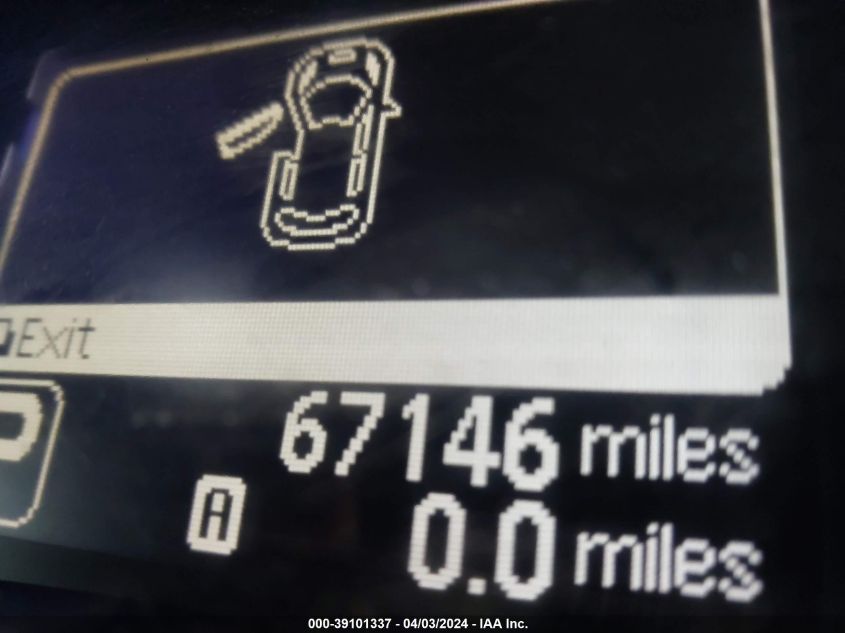 Exit
67146 miles
A 0.0 miles
000-39101337 - 04/03/2024 - IAA Inc.